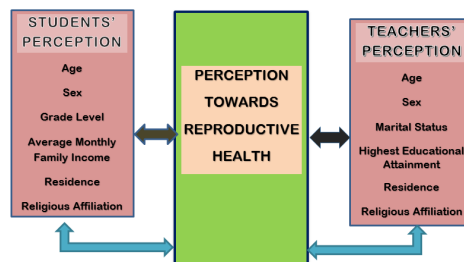 STUDENTS'
PERCEPTION
Age
Sex
Grade Level
Average Monthly
Family Income
Residence
Religious Affiliation
PERCEPTION
TOWARDS
REPRODUCTIVE
HEALTH
TEACHERS'
PERCEPTION
Age
Sex
Marital Status
Highest Educational
Attainment
Residence
Religious Affiliation